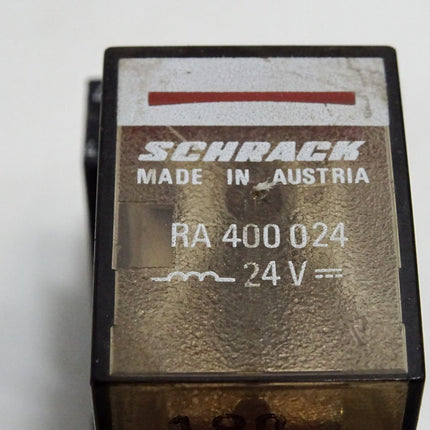 SCHRACK
MADE IN AUSTRIA
RA 400 024
24 V ⎓